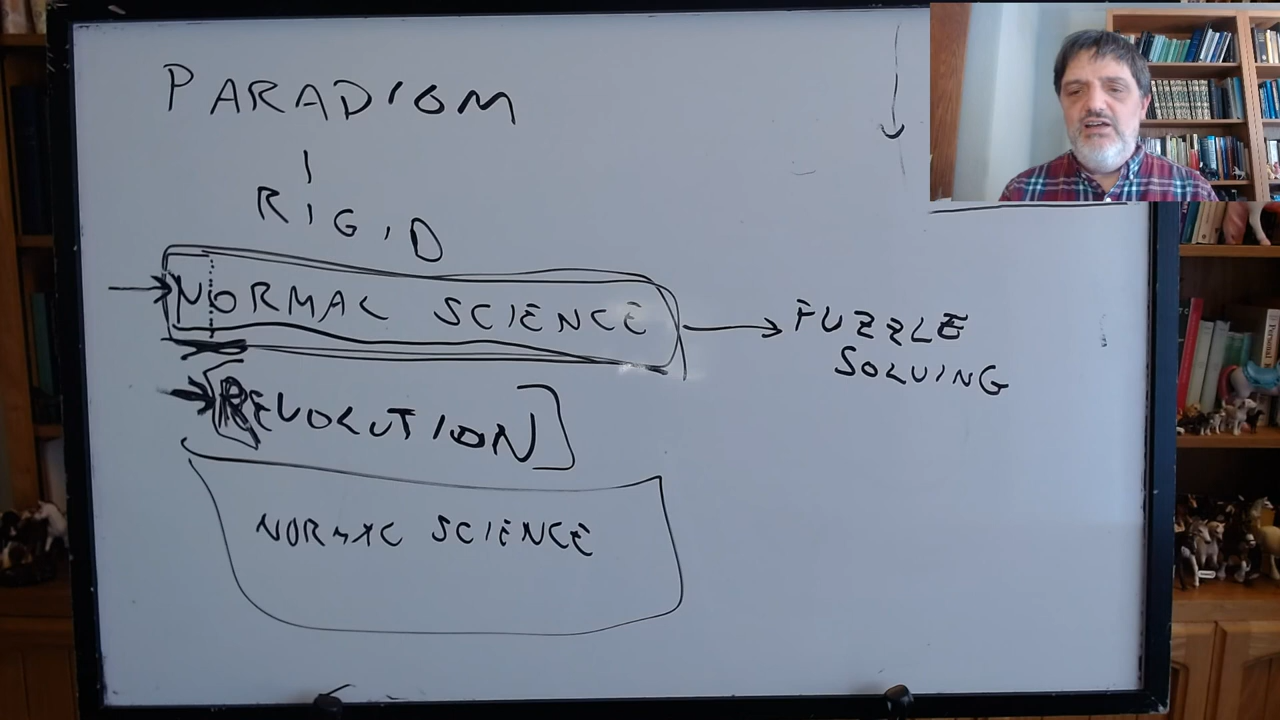 PARADIGM
RIGID
NORMAL SCIENCE
PUZZLE
SOLVING
REVOLUTION
NORMAL SCIENCE